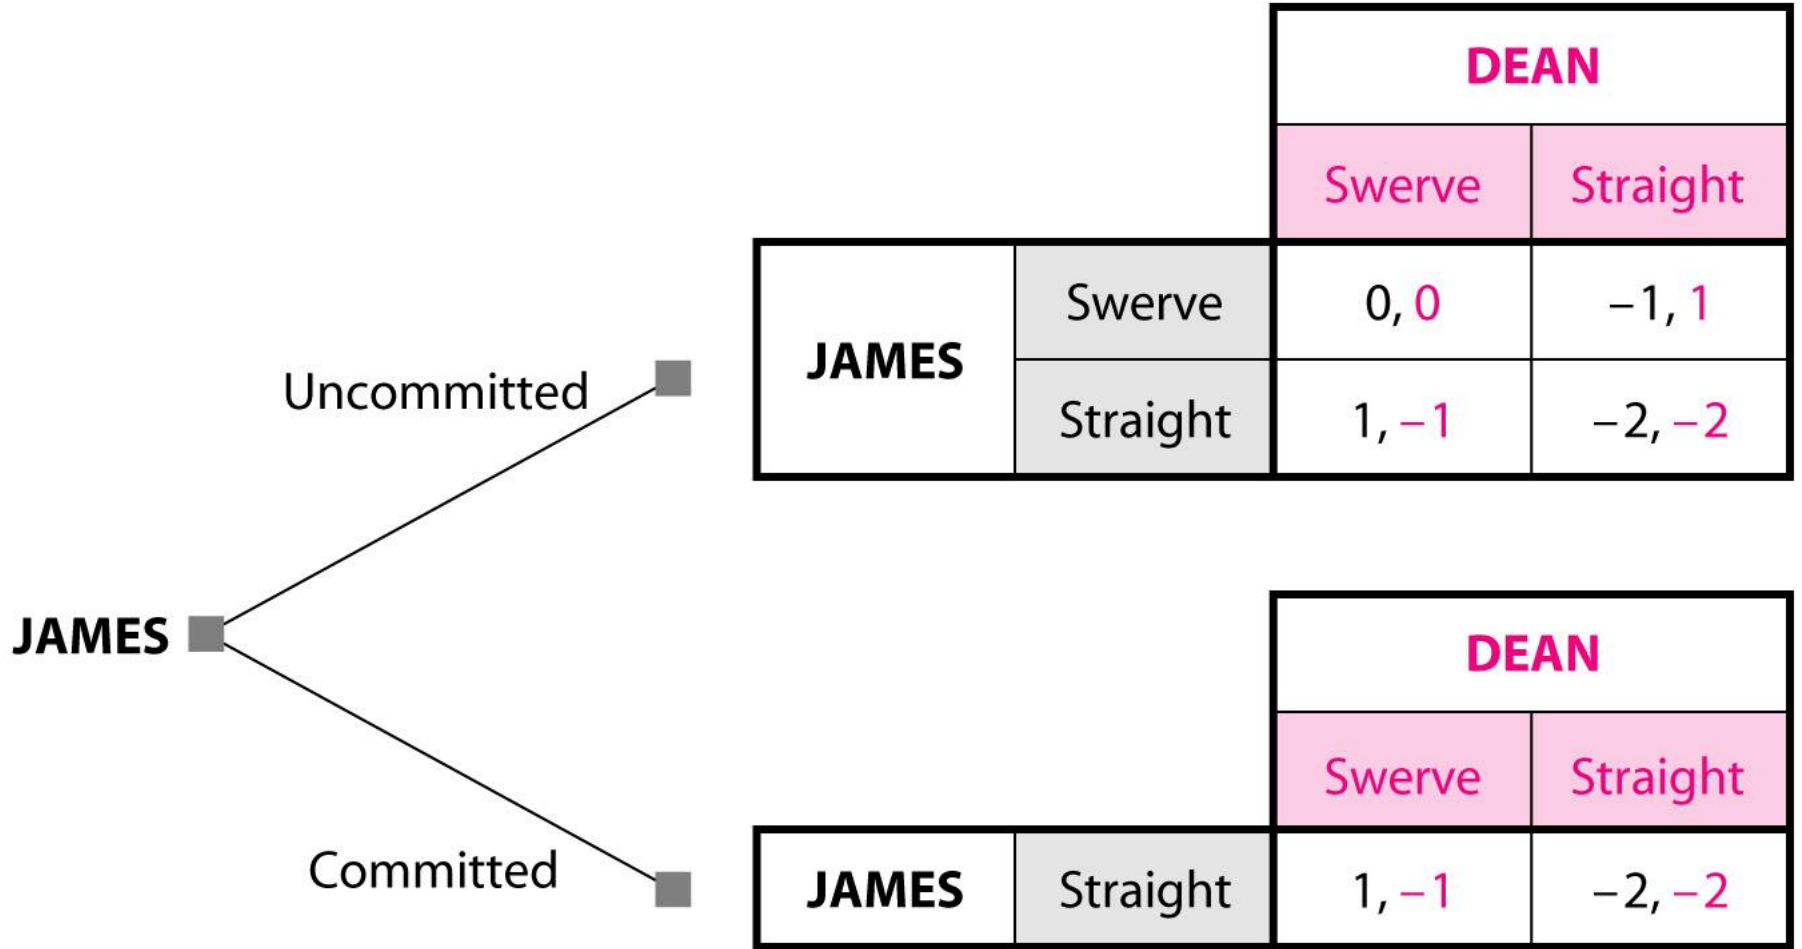 DEAN
Swerve Straight
JAMES Swerve 0, 0 –1, 1
Straight 1, –1 –2, –2
Uncommitted
JAMES
Committed
DEAN
Swerve Straight
JAMES Straight 1, –1 –2, –2